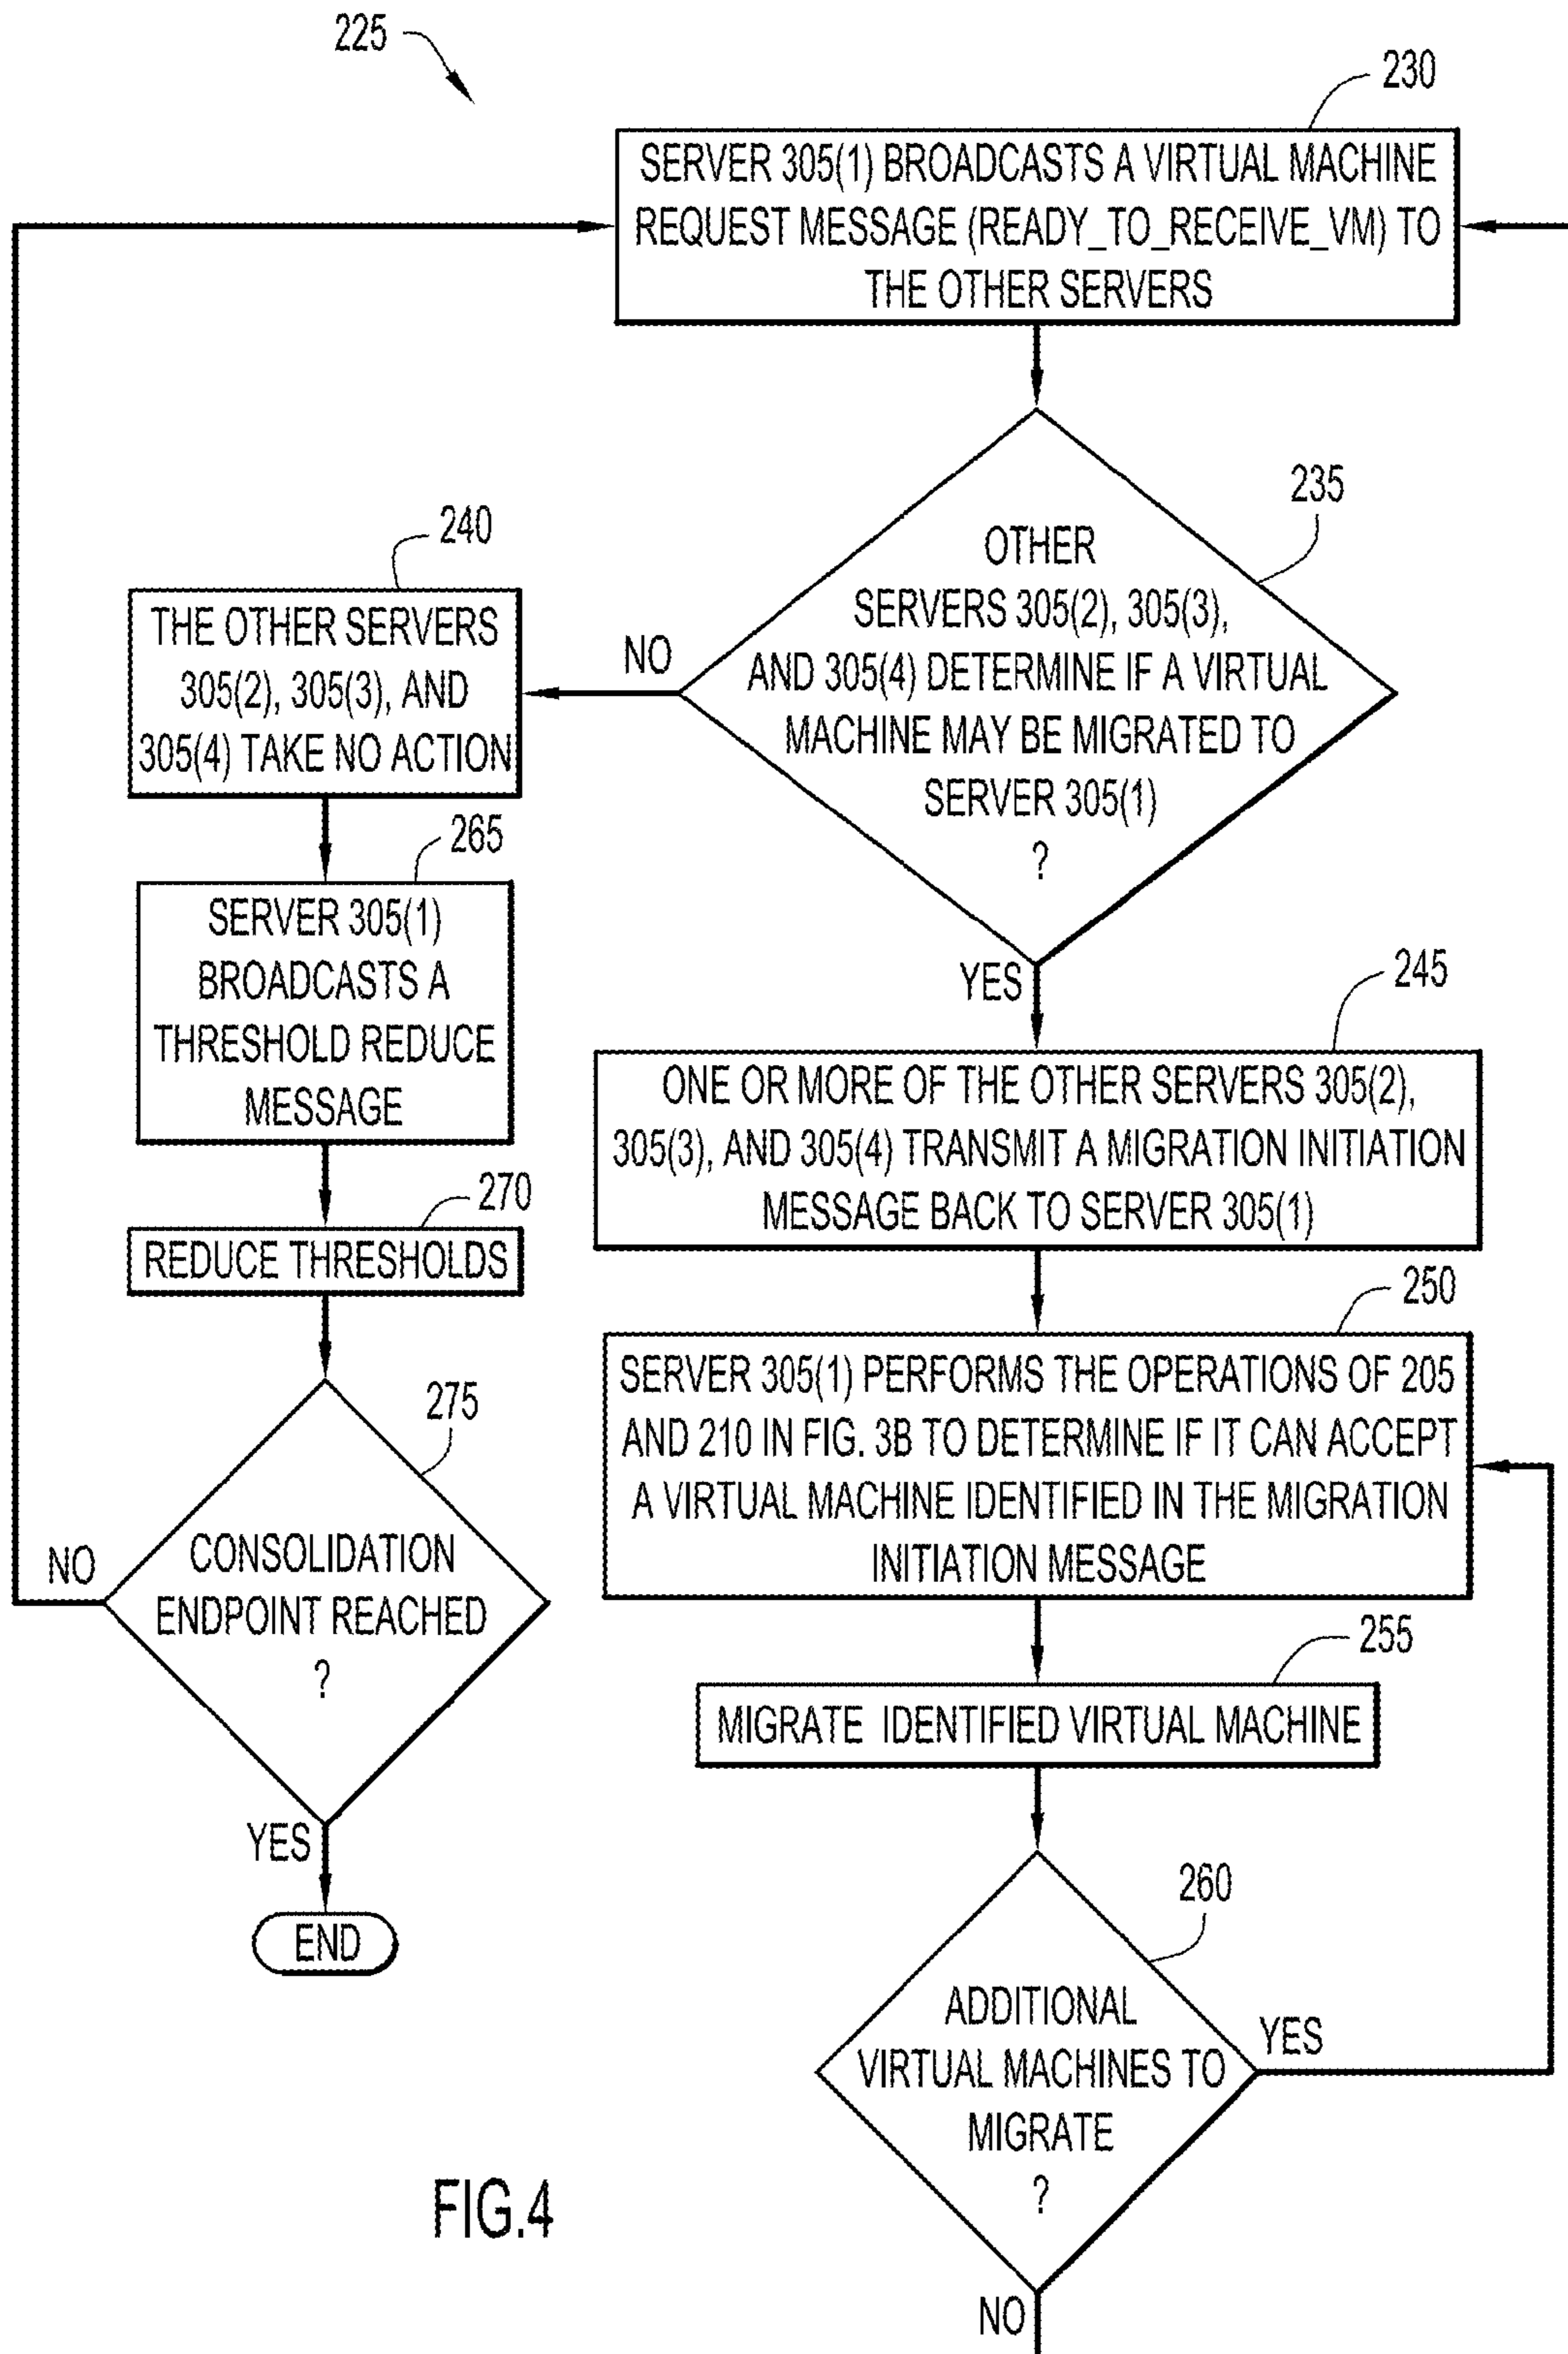 225
230
SERVER 305(1) BROADCASTS A VIRTUAL MACHINE
REQUEST MESSAGE (READY_TO_RECEIVE_VM) TO
THE OTHER SERVERS
235
OTHER
SERVERS 305(2), 305(3),
AND 305(4) DETERMINE IF A VIRTUAL
MACHINE MAY BE MIGRATED TO
SERVER 305(1)
?
NO
240
THE OTHER SERVERS
305(2), 305(3), AND
305(4) TAKE NO ACTION
265
SERVER 305(1)
BROADCASTS A
THRESHOLD REDUCE
MESSAGE
270
REDUCE THRESHOLDS
275
CONSOLIDATION
ENDPOINT REACHED
?
NO
YES
END
YES
245
ONE OR MORE OF THE OTHER SERVERS 305(2),
305(3), AND 305(4) TRANSMIT A MIGRATION INITIATION
MESSAGE BACK TO SERVER 305(1)
250
SERVER 305(1) PERFORMS THE OPERATIONS OF 205
AND 210 IN FIG. 3B TO DETERMINE IF IT CAN ACCEPT
A VIRTUAL MACHINE IDENTIFIED IN THE MIGRATION
INITIATION MESSAGE
255
MIGRATE IDENTIFIED VIRTUAL MACHINE
260
ADDITIONAL
VIRTUAL MACHINES TO
MIGRATE
?
YES
NO
FIG.4